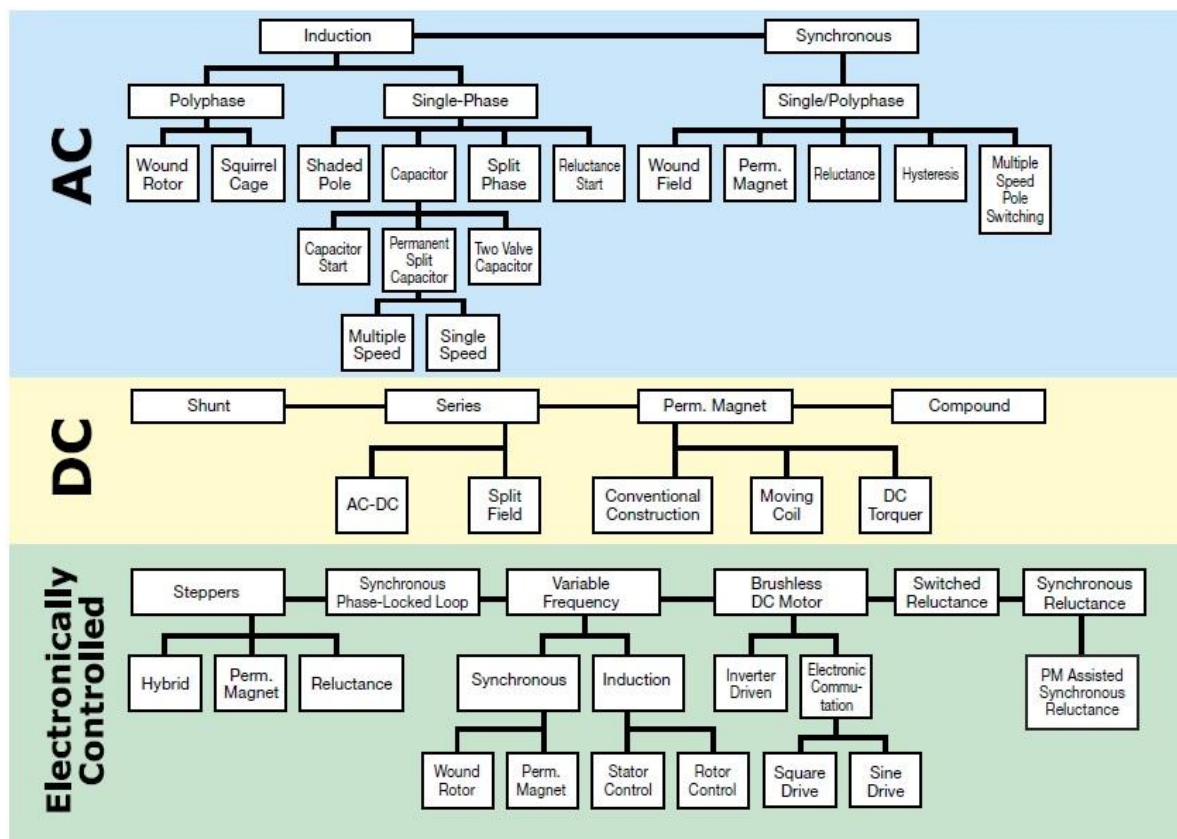 AC
Induction
Synchronous
Polyphase
Single-Phase
Single/Polyphase
Wound
Rotor
Squirrel
Cage
Shaded
Pole
Capacitor
Split
Phase
Reluctance
Start
Wound
Field
Perm.
Magnet
Reluctance
Hysteresis
Multiple
Speed
Pole
Switching
Capacitor
Start
Permanent
Split
Capacitor
Two Valve
Capacitor
Multiple
Speed
Single
Speed
DC
Shunt
Series
Perm. Magnet
Compound
AC-DC
Split
Field
Conventional
Construction
Moving
Coil
DC
Torquer
Electronically
Controlled
Steppers
Synchronous
Phase-Locked Loop
Variable
Frequency
Brushless
DC Motor
Switched
Reluctance
Synchronous
Reluctance
Hybrid
Perm.
Magnet
Reluctance
Synchronous
Induction
Inverter
Driven
Electronic
Commu-
tation
PM Assisted
Synchronous
Reluctance
Wound
Rotor
Perm.
Magnet
Stator
Control
Rotor
Control
Square
Drive
Sine
Drive